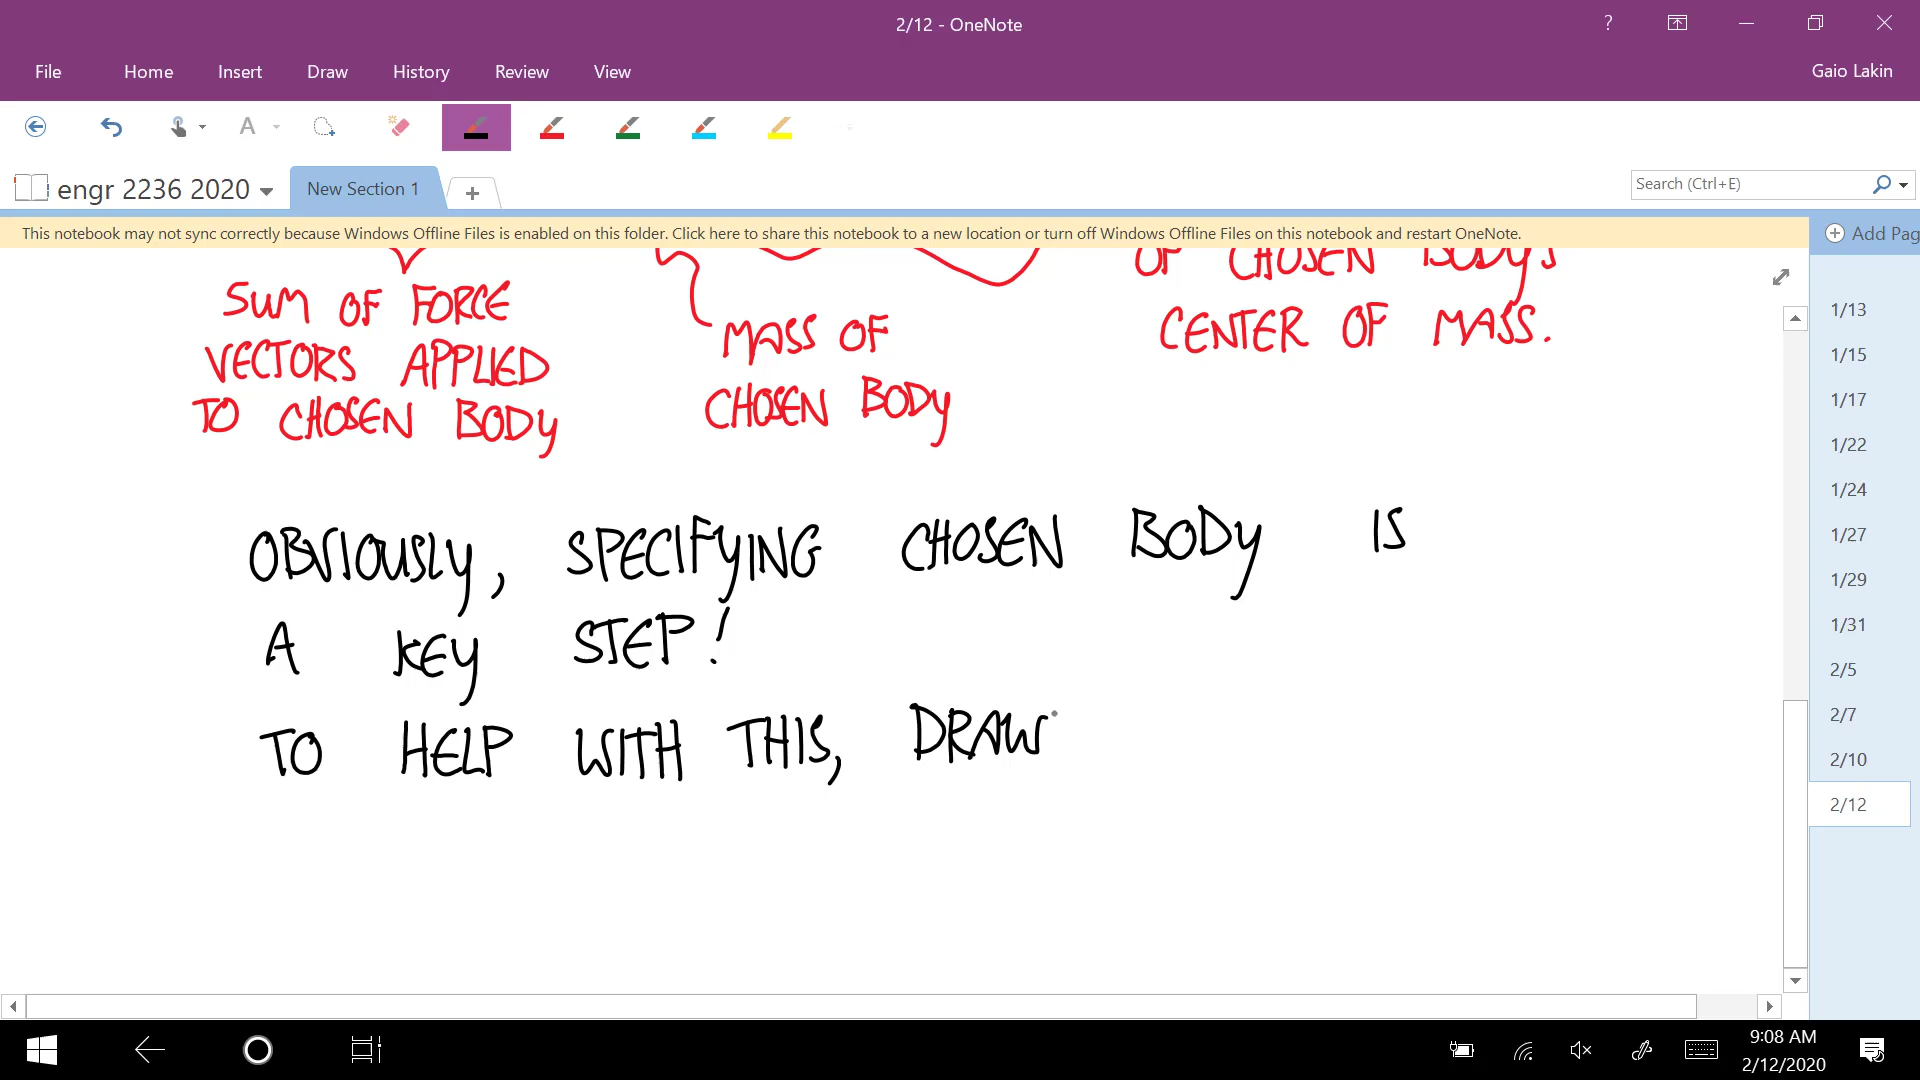 2/12 - OneNote
?
File Home Insert Draw History Review View
Gaio Lakin
A
engr 2236 2020
New Section 1
+
Search (Ctrl+E)
This notebook may not sync correctly because Windows Offline Files is enabled on this folder. Click here to share this notebook to a new location or turn off Windows Offline Files on this notebook and restart OneNote.
Add Pag
SUM OF FORCE
VECTORS APPLIED
TO CHOSEN BODY
MASS OF
CHOSEN BODY
OF CHOSEN BODY'S
CENTER OF MASS.
OBVIOUSLY, SPECIFYING CHOSEN BODY IS
A KEY STEP!
TO HELP WITH THIS, DRAW
1/13
1/15
1/17
1/22
1/24
1/27
1/29
1/31
2/5
2/7
2/10
2/12
9:08 AM
2/12/2020